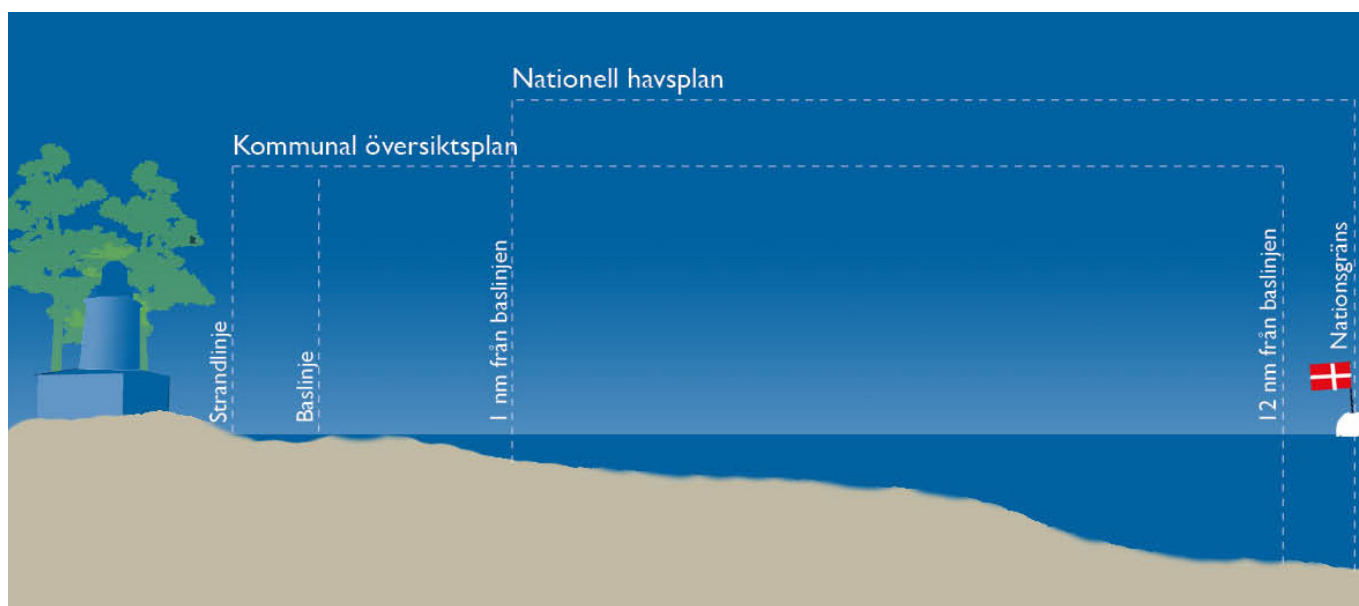 Nationell havsplan
Kommunal översiktsplan
Strandlinje
Baslinje
1 nm från baslinjen
12 nm från baslinjen
Nationsgräns